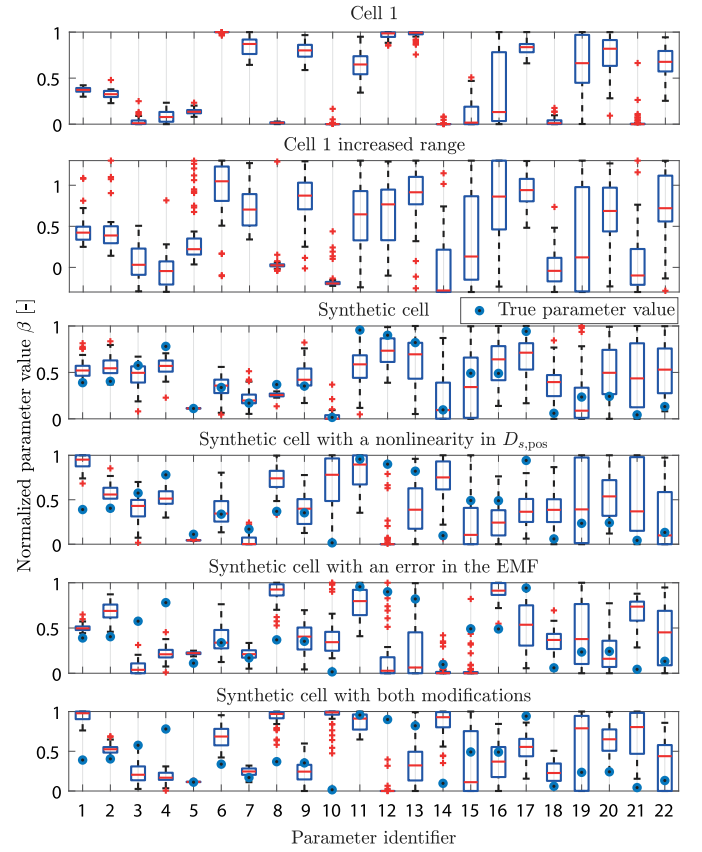 Cell 1
1
0.5
0
Cell 1 increased range
1
0.5
0
Synthetic cell
True parameter value
1
0.5
0
Synthetic cell with a nonlinearity in D_{s,pos}
1
0.5
0
Synthetic cell with an error in the EMF
1
0.5
0
Synthetic cell with both modifications
1
0.5
0
1 2 3 4 5 6 7 8 9 10 11 12 13 14 15 16 17 18 19 20 21 22
Parameter identifier
Normalized parameter value β [-]